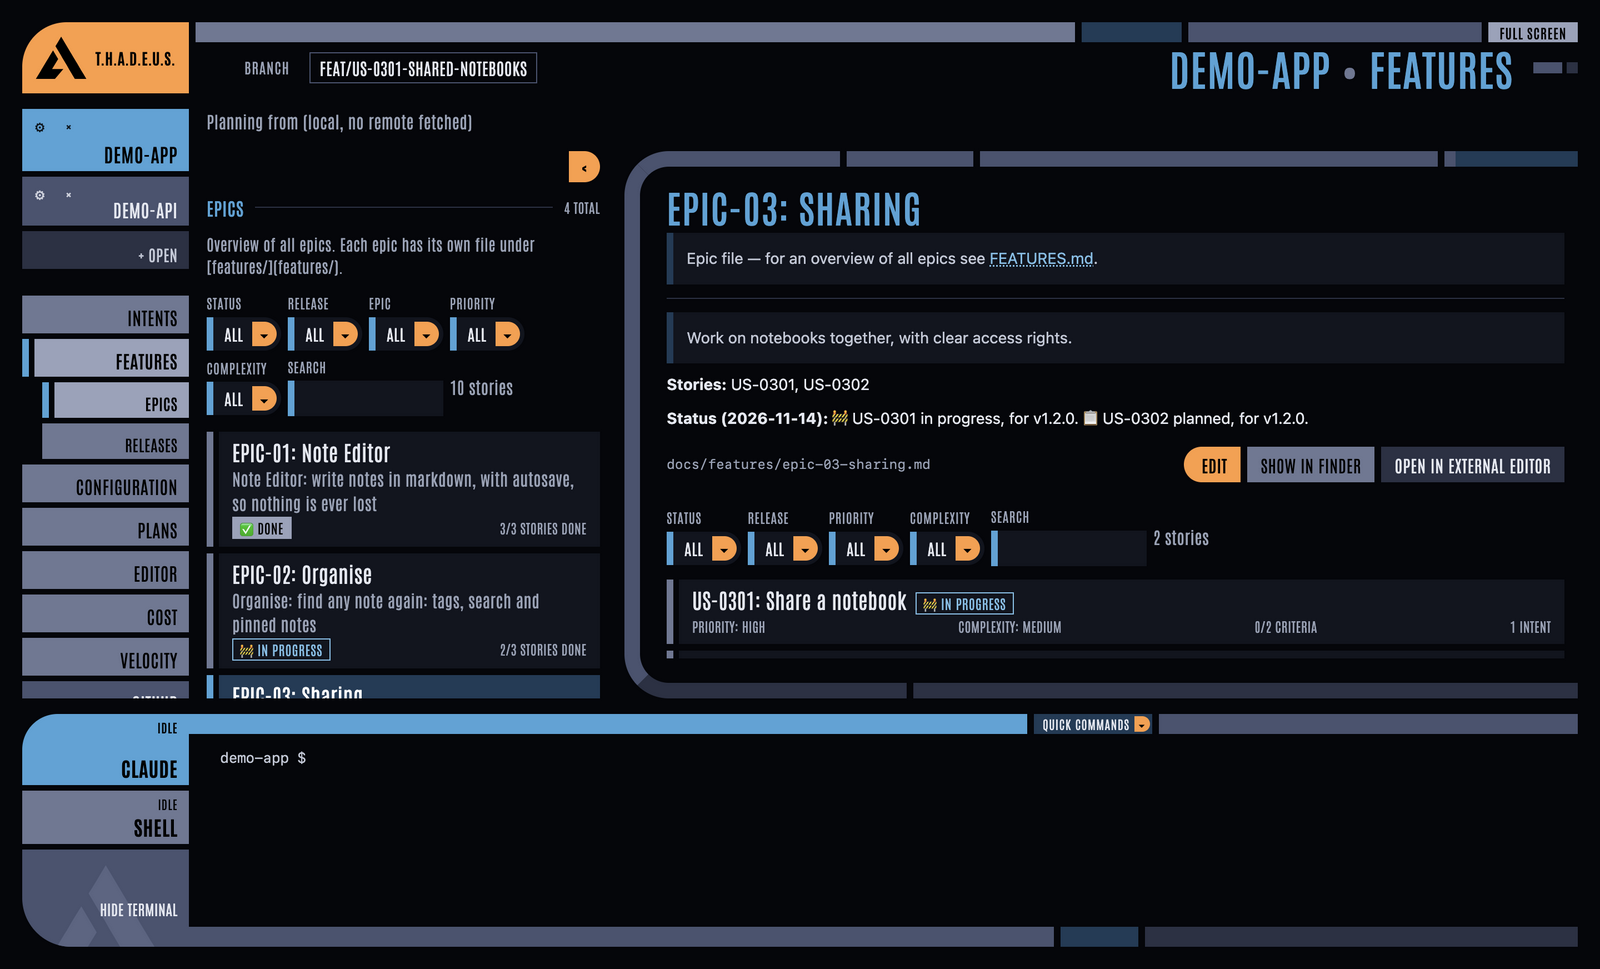 T.H.A.D.E.U.S.
FULL SCREEN
BRANCH
FEAT/US-0301-SHARED-NOTEBOOKS
DEMO-APP • FEATURES
DEMO-APP
DEMO-API
+ OPEN
INTENTS
FEATURES
EPICS
RELEASES
CONFIGURATION
PLANS
EDITOR
COST
VELOCITY
Planning from (local, no remote fetched)
<
EPICS
4 TOTAL
Overview of all epics. Each epic has its own file under
[features/](features/).
STATUS RELEASE EPIC PRIORITY
ALL ALL ALL ALL
COMPLEXITY SEARCH
ALL
10 stories
EPIC-01: Note Editor
Note Editor: write notes in markdown, with autosave,
so nothing is ever lost
✅ DONE
3/3 STORIES DONE
EPIC-02: Organise
Organise: find any note again: tags, search and
pinned notes
🚧 IN PROGRESS
2/3 STORIES DONE
EPIC-03: Sharing
EPIC-03: SHARING
Epic file — for an overview of all epics see FEATURES.md.
Work on notebooks together, with clear access rights.
Stories: US-0301, US-0302
Status (2026-11-14): 🚧 US-0301 in progress, for v1.2.0. 📋 US-0302 planned, for v1.2.0.
docs/features/epic-03-sharing.md
EDIT
SHOW IN FINDER
OPEN IN EXTERNAL EDITOR
STATUS RELEASE PRIORITY COMPLEXITY SEARCH
ALL ALL ALL ALL
2 stories
US-0301: Share a notebook 🚧 IN PROGRESS
PRIORITY: HIGH COMPLEXITY: MEDIUM 0/2 CRITERIA 1 INTENT
IDLE
CLAUDE
IDLE
SHELL
HIDE TERMINAL
QUICK COMMANDS
demo-app $